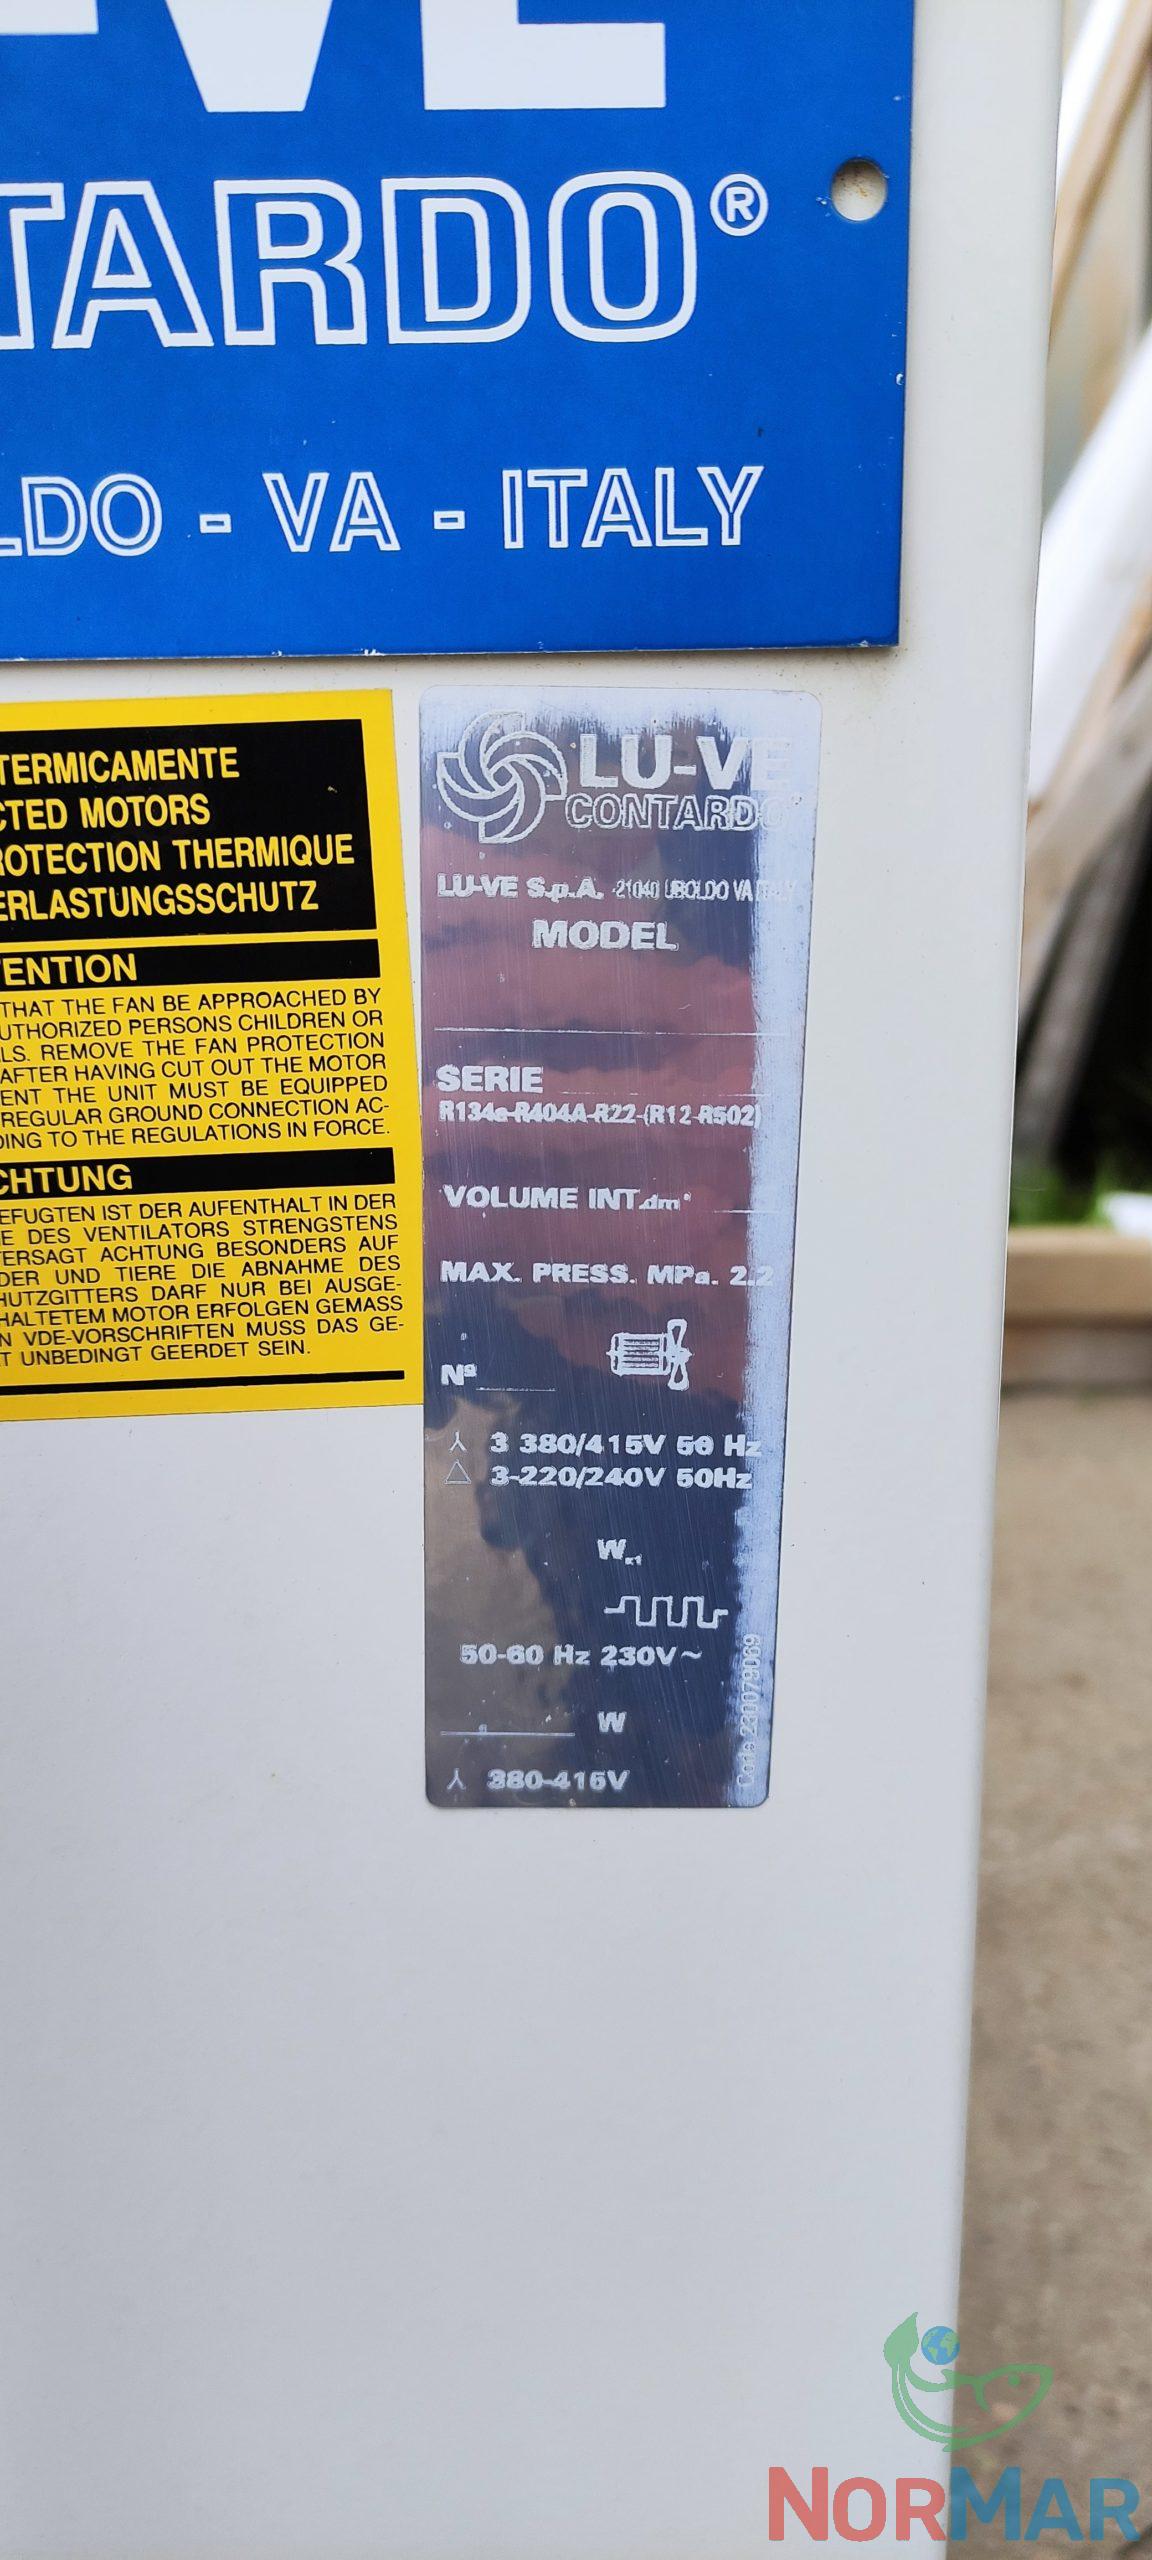 VE
TARDO®
LDO - VA - ITALY
TERMICAMENTE
CTED MOTORS
ROTECTION THERMIQUE
ERLASTUNGSSCHUTZ
TENTION
THAT THE FAN BE APPROACHED BY
UTHORIZED PERSONS CHILDREN OR
LS. REMOVE THE FAN PROTECTION
AFTER HAVING CUT OUT THE MOTOR
ENT THE UNIT MUST BE EQUIPPED
REGULAR GROUND CONNECTION AC-
DING TO THE REGULATIONS IN FORCE.
CHTUNG
EFUGTEN IST DER AUFENTHALT IN DER
E DES VENTILATORS STRENGSTENS
TERSAGT ACHTUNG BESONDERS AUF
DER UND TIERE DIE ABNAHME DES
HUTZGITTERS DARF NUR BEI AUSGE-
HALTETEM MOTOR ERFOLGEN GEMASS
N VDE-VORSCHRIFTEN MUSS DAS GE-
T UNBEDINGT GEERDET SEIN.
LU-VE
CONTARDO®
LU-VE S.p.A. -21040 UBOLDO VA ITALY
MODEL
SERIE
R134a-R404A-R22-(R12-R502)
VOLUME INT. dm³
MAX. PRESS. MPa. 2.2
Nº
3 380/415V 50 Hz
△ 3-220/240V 50Hz
W x1
50-60 Hz 230V~
W
380-415V
Code 230079069
NORMAR